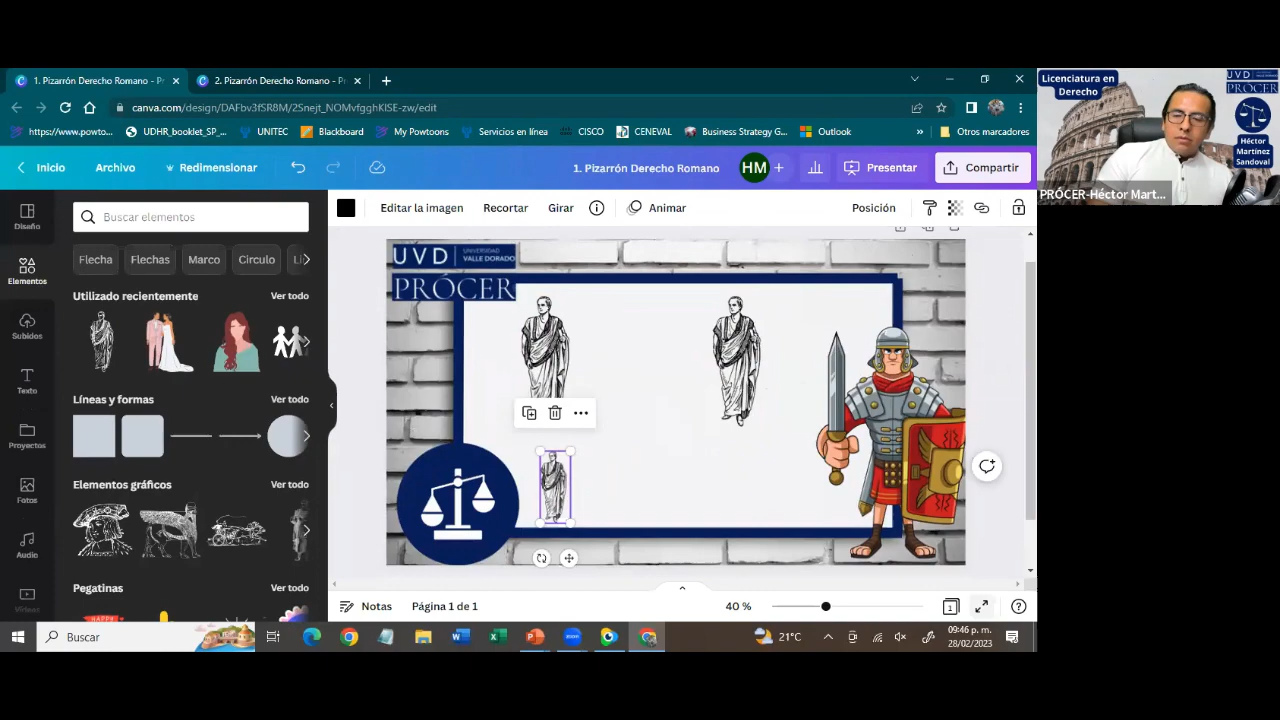 1. Pizarrón Derecho Romano - Pr
2. Pizarrón Derecho Romano - Pr
canva.com/design/DAFbv3fSR8M/2Snejt_NOMvfgghKlSE-zw/edit
https://www.powto...
UDHR_booklet_SP_...
UNITEC
Blackboard
My Powtoons
Servicios en línea
CISCO
CENEVAL
Business Strategy G...
Outlook
»
Otros marcadores
Inicio
Archivo
Redimensionar
1. Pizarrón Derecho Romano
HM
Presentar
Compartir
Diseño
Elementos
Subidos
Texto
Proyectos
Fotos
Audio
Vídeos
Buscar elementos
Flecha
Flechas
Marco
Circulo
Utilizado recientemente
Ver todo
Líneas y formas
Ver todo
Elementos gráficos
Ver todo
Pegatinas
Ver todo
HAPPY
Editar la imagen
Recortar
Girar
Animar
Posición
UVD
UNIVERSIDAD
VALLE DORADO
PRÓCER
Notas
Página 1 de 1
40 %
1
Buscar
21°C
09:46 p. m.
28/02/2023
Licenciatura en
Derecho
UVD
PRÓCER
Héctor
Martínez
Sandoval
PRÓCER-Héctor Mart...